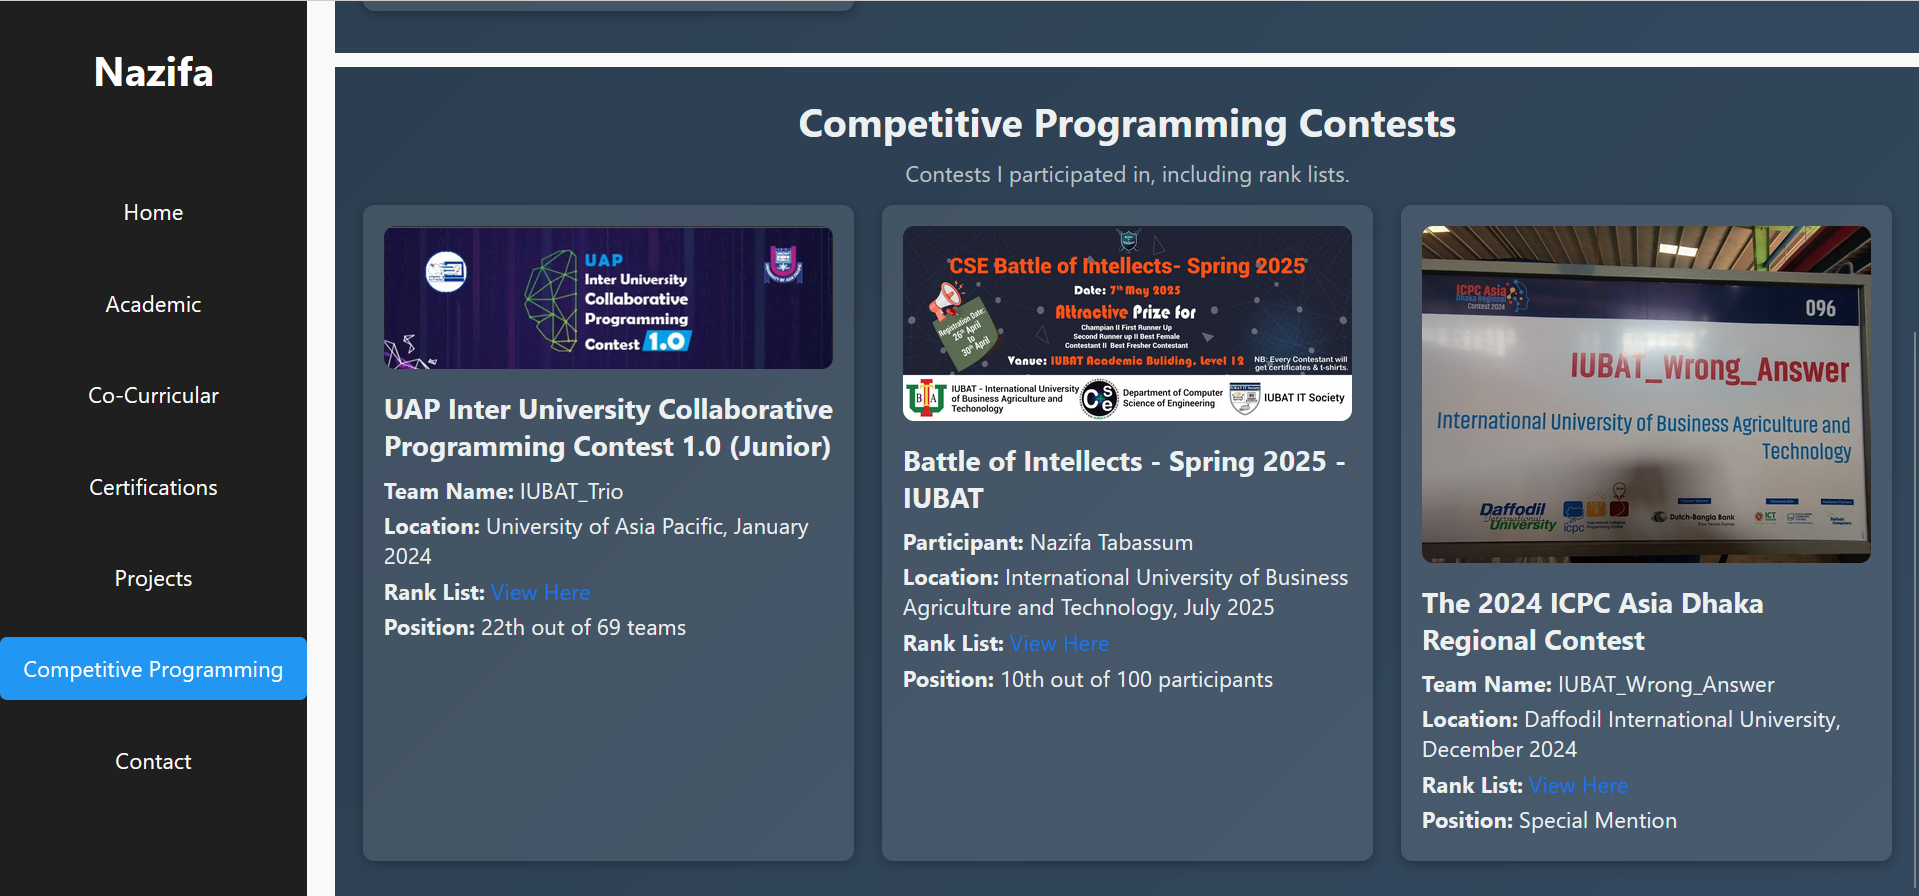 Nazifa
Home
Academic
Co-Curricular
Certifications
Projects
Competitive Programming
Contact
Competitive Programming Contests
Contests I participated in, including rank lists.
UAP
Inter University
Collaborative
Programming
Contest 1.0
UAP Inter University Collaborative
Programming Contest 1.0 (Junior)
Team Name: IUBAT_Trio
Location: University of Asia Pacific, January
2024
Rank List: View Here
Position: 22th out of 69 teams
CSE Battle of Intellects- Spring 2025
Date: 7th May 2025
Registration Date:
26th April
to
30th April
Attractive Prize for
Champian II First Runner Up
Second Runner up II Best Female
Contestant II Best Fresher Contestant
Vanue: IUBAT Academic Buliding, Level 12
NB: Every Contestant will
get certificates & t-shirts.
IUBAT - International University
of Business Agriculture and
Techonology
CSE
Department of Computer
Science of Engineering
IUBAT IT Society
Battle of Intellects - Spring 2025 -
IUBAT
Participant: Nazifa Tabassum
Location: International University of Business
Agriculture and Technology, July 2025
Rank List: View Here
Position: 10th out of 100 participants
ICPC Asia
Dhaka Regional
Contest 2024
096
IUBAT_Wrong_Answer
International University of Business Agriculture and
Technology
Daffodil
International
University
icpc
Dutch-Bangla Bank
ICT
The 2024 ICPC Asia Dhaka
Regional Contest
Team Name: IUBAT_Wrong_Answer
Location: Daffodil International University,
December 2024
Rank List: View Here
Position: Special Mention